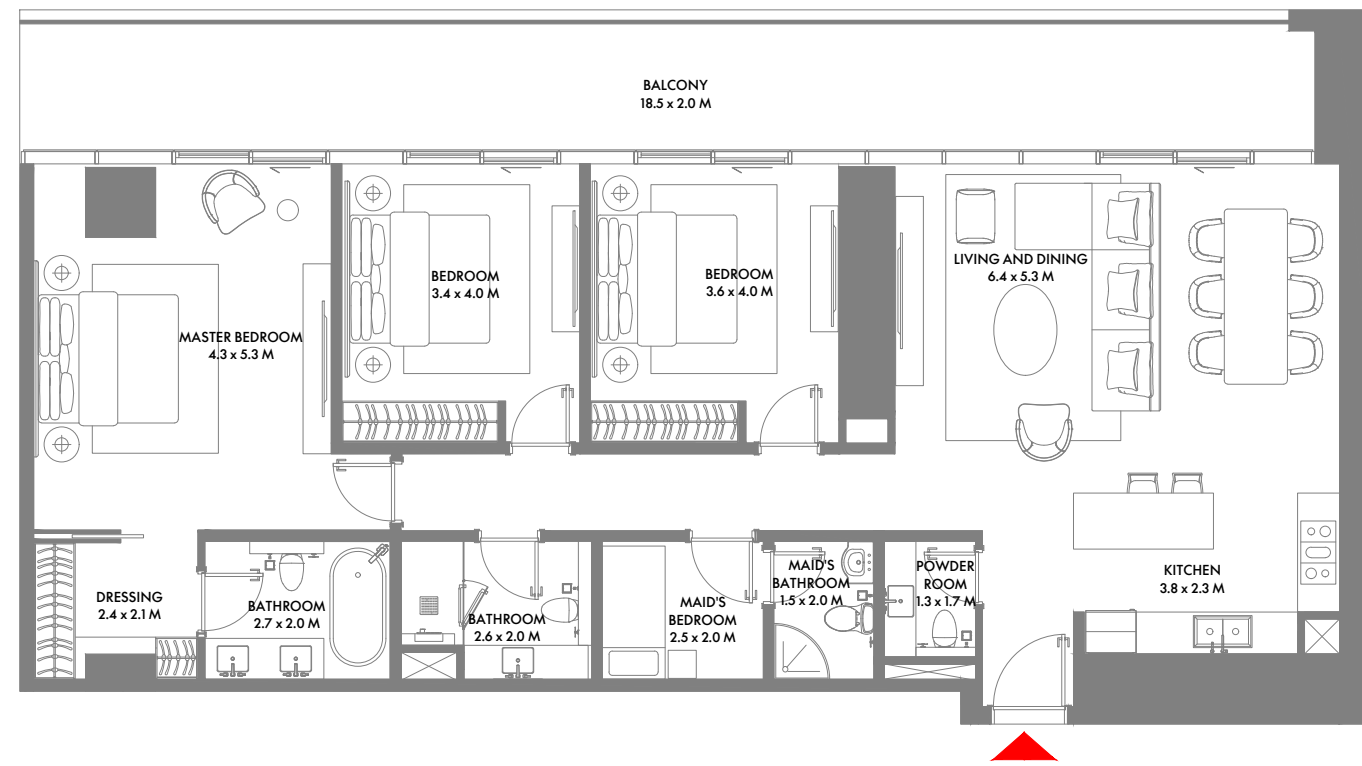 BALCONY
18.5 x 2.0 M
MASTER BEDROOM
4.3 x 5.3 M
BEDROOM
3.4 x 4.0 M
BEDROOM
3.6 x 4.0 M
LIVING AND DINING
6.4 x 5.3 M
DRESSING
2.4 x 2.1 M
BATHROOM
2.7 x 2.0 M
BATHROOM
2.6 x 2.0 M
MAID'S
BEDROOM
2.5 x 2.0 M
MAID'S
BATHROOM
1.5 x 2.0 M
POWDER
ROOM
1.3 x 1.7 M
KITCHEN
3.8 x 2.3 M